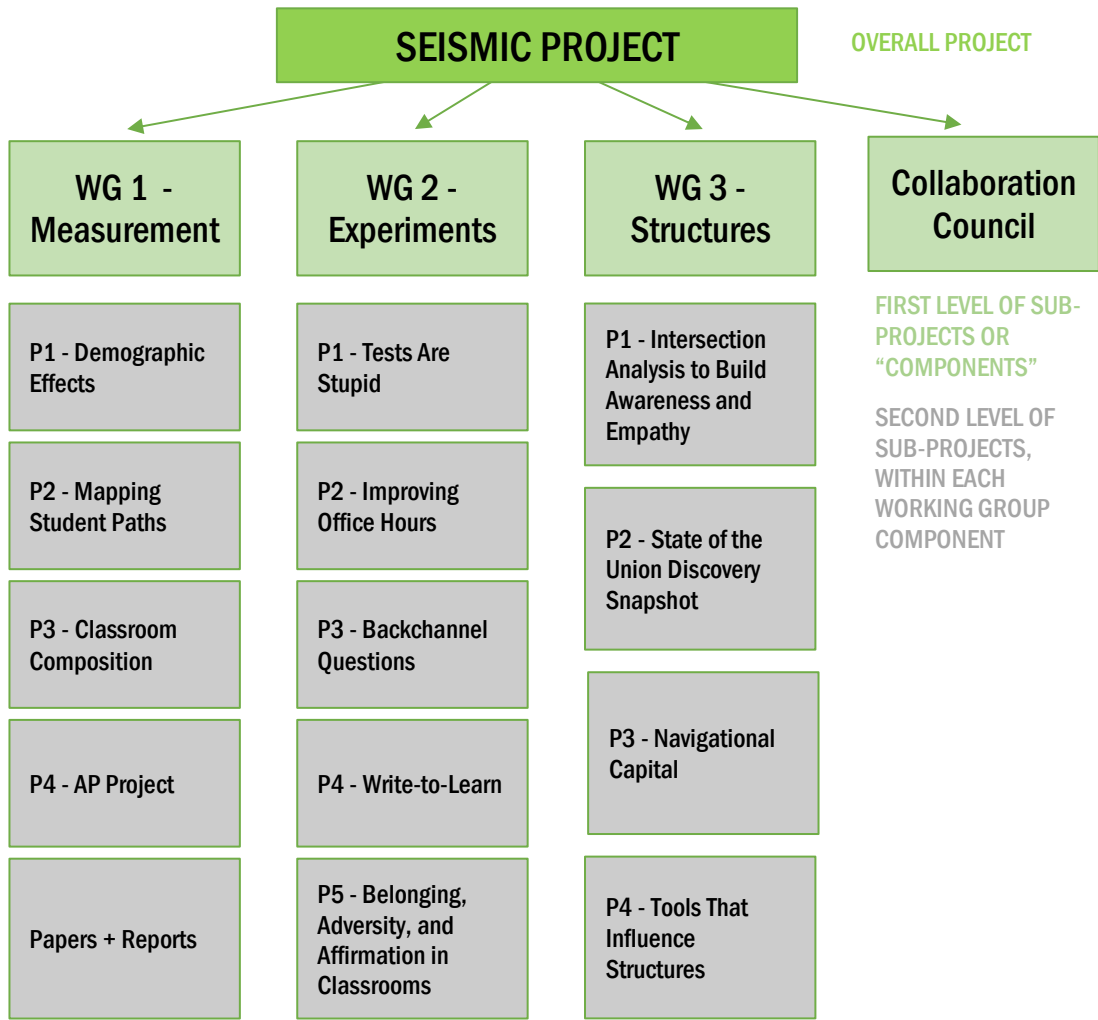 SEISMIC PROJECT
OVERALL PROJECT
WG 1 -
Measurement
WG 2 -
Experiments
WG 3 -
Structures
Collaboration
Council
P1 - Demographic
Effects
P2 - Mapping
Student Paths
P3 - Classroom
Composition
P4 - AP Project
Papers + Reports
P1 - Tests Are
Stupid
P2 - Improving
Office Hours
P3 - Backchannel
Questions
P4 - Write-to-Learn
P5 - Belonging,
Adversity, and
Affirmation in
Classrooms
P1 - Intersection
Analysis to Build
Awareness and
Empathy
P2 - State of the
Union Discovery
Snapshot
P3 - Navigational
Capital
P4 - Tools That
Influence
Structures
FIRST LEVEL OF SUB-
PROJECTS OR
“COMPONENTS”
SECOND LEVEL OF
SUB-PROJECTS,
WITHIN EACH
WORKING GROUP
COMPONENT